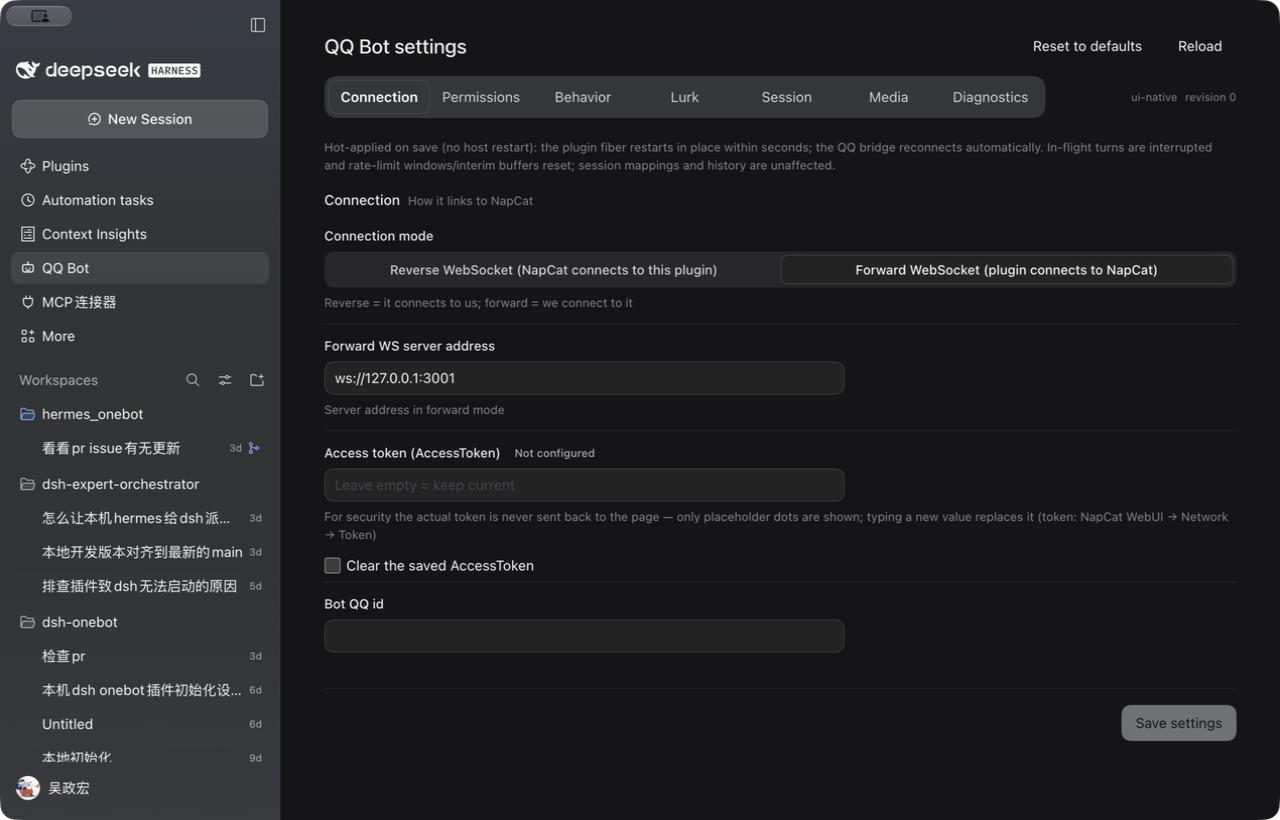 deepseek HARNESS
New Session
Plugins
Automation tasks
Context Insights
QQ Bot
MCP 连接器
More
Workspaces
hermes_onebot
看看pr issue有无更新 3d
dsh-expert-orchestrator
怎么让本机hermes给dsh派... 3d
本地开发版本对齐到最新的main 3d
排查插件致dsh无法启动的原因 5d
dsh-onebot
检查pr 3d
本机dsh onebot插件初始化设... 6d
Untitled 6d
本地初始化 9d
吴政宏
QQ Bot settings
Reset to defaults Reload
Connection Permissions Behavior Lurk Session Media Diagnostics
ui-native revision 0
Hot-applied on save (no host restart): the plugin fiber restarts in place within seconds; the QQ bridge reconnects automatically. In-flight turns are interrupted
and rate-limit windows/interim buffers reset; session mappings and history are unaffected.
Connection How it links to NapCat
Connection mode
Reverse WebSocket (NapCat connects to this plugin) Forward WebSocket (plugin connects to NapCat)
Reverse = it connects to us; forward = we connect to it
Forward WS server address
ws://127.0.0.1:3001
Server address in forward mode
Access token (AccessToken) Not configured
Leave empty = keep current
For security the actual token is never sent back to the page — only placeholder dots are shown; typing a new value replaces it (token: NapCat WebUI → Network
→ Token)
Clear the saved AccessToken
Bot QQ id
Save settings